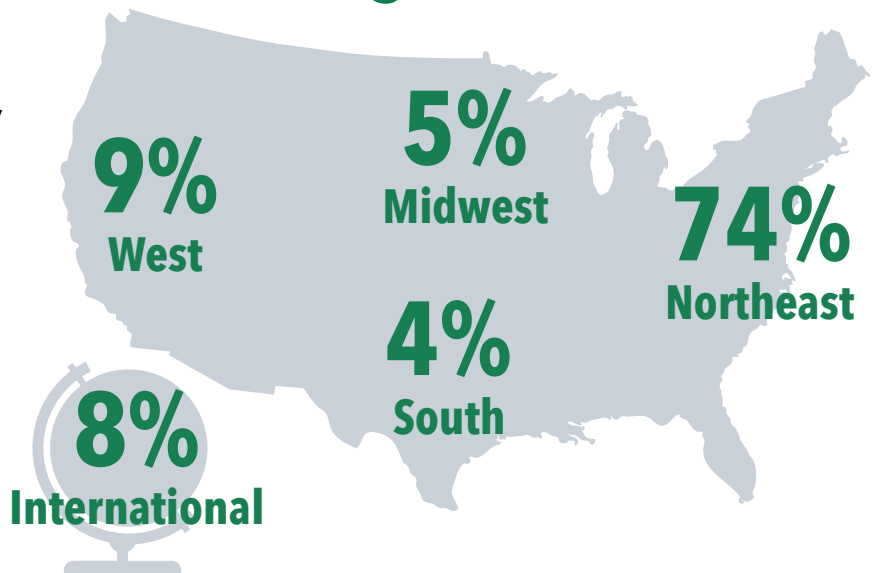 5%
Midwest
9%
West
74%
Northeast
4%
South
8%
International